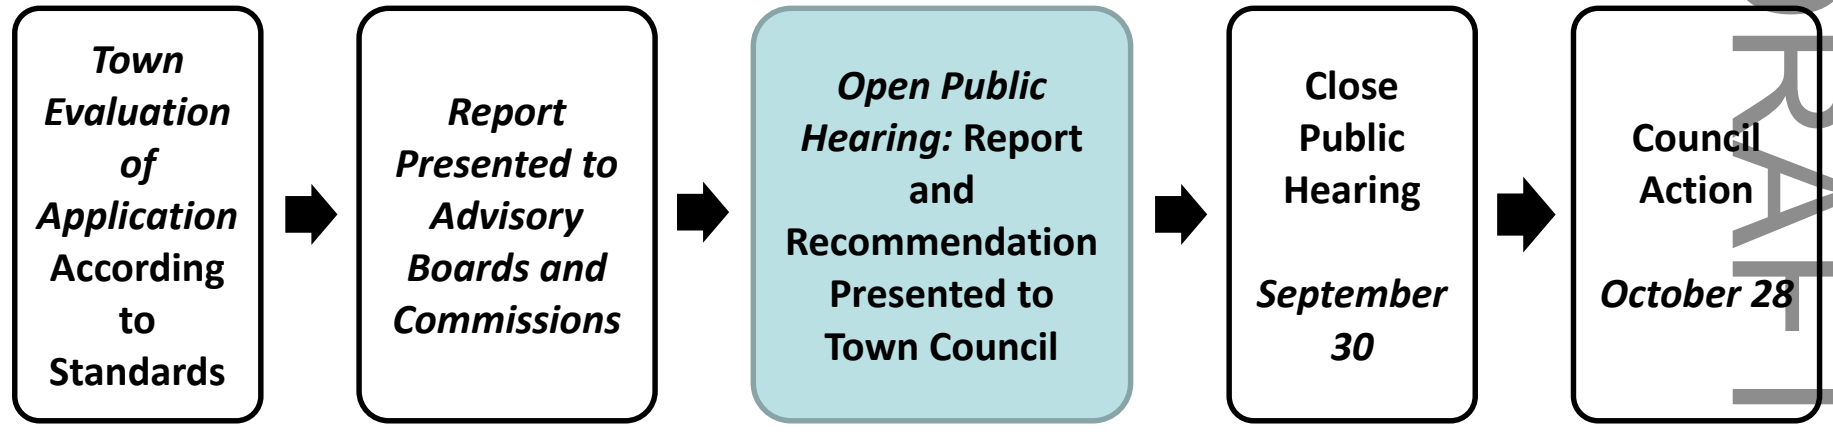 Town
Evaluation
of
Application
According
to
Standards
Report
Presented to
Advisory
Boards and
Commissions
Open Public
Hearing: Report
and
Recommendation
Presented to
Town Council
Close
Public
Hearing
September
30
Council
Action
October 28
DRAFT